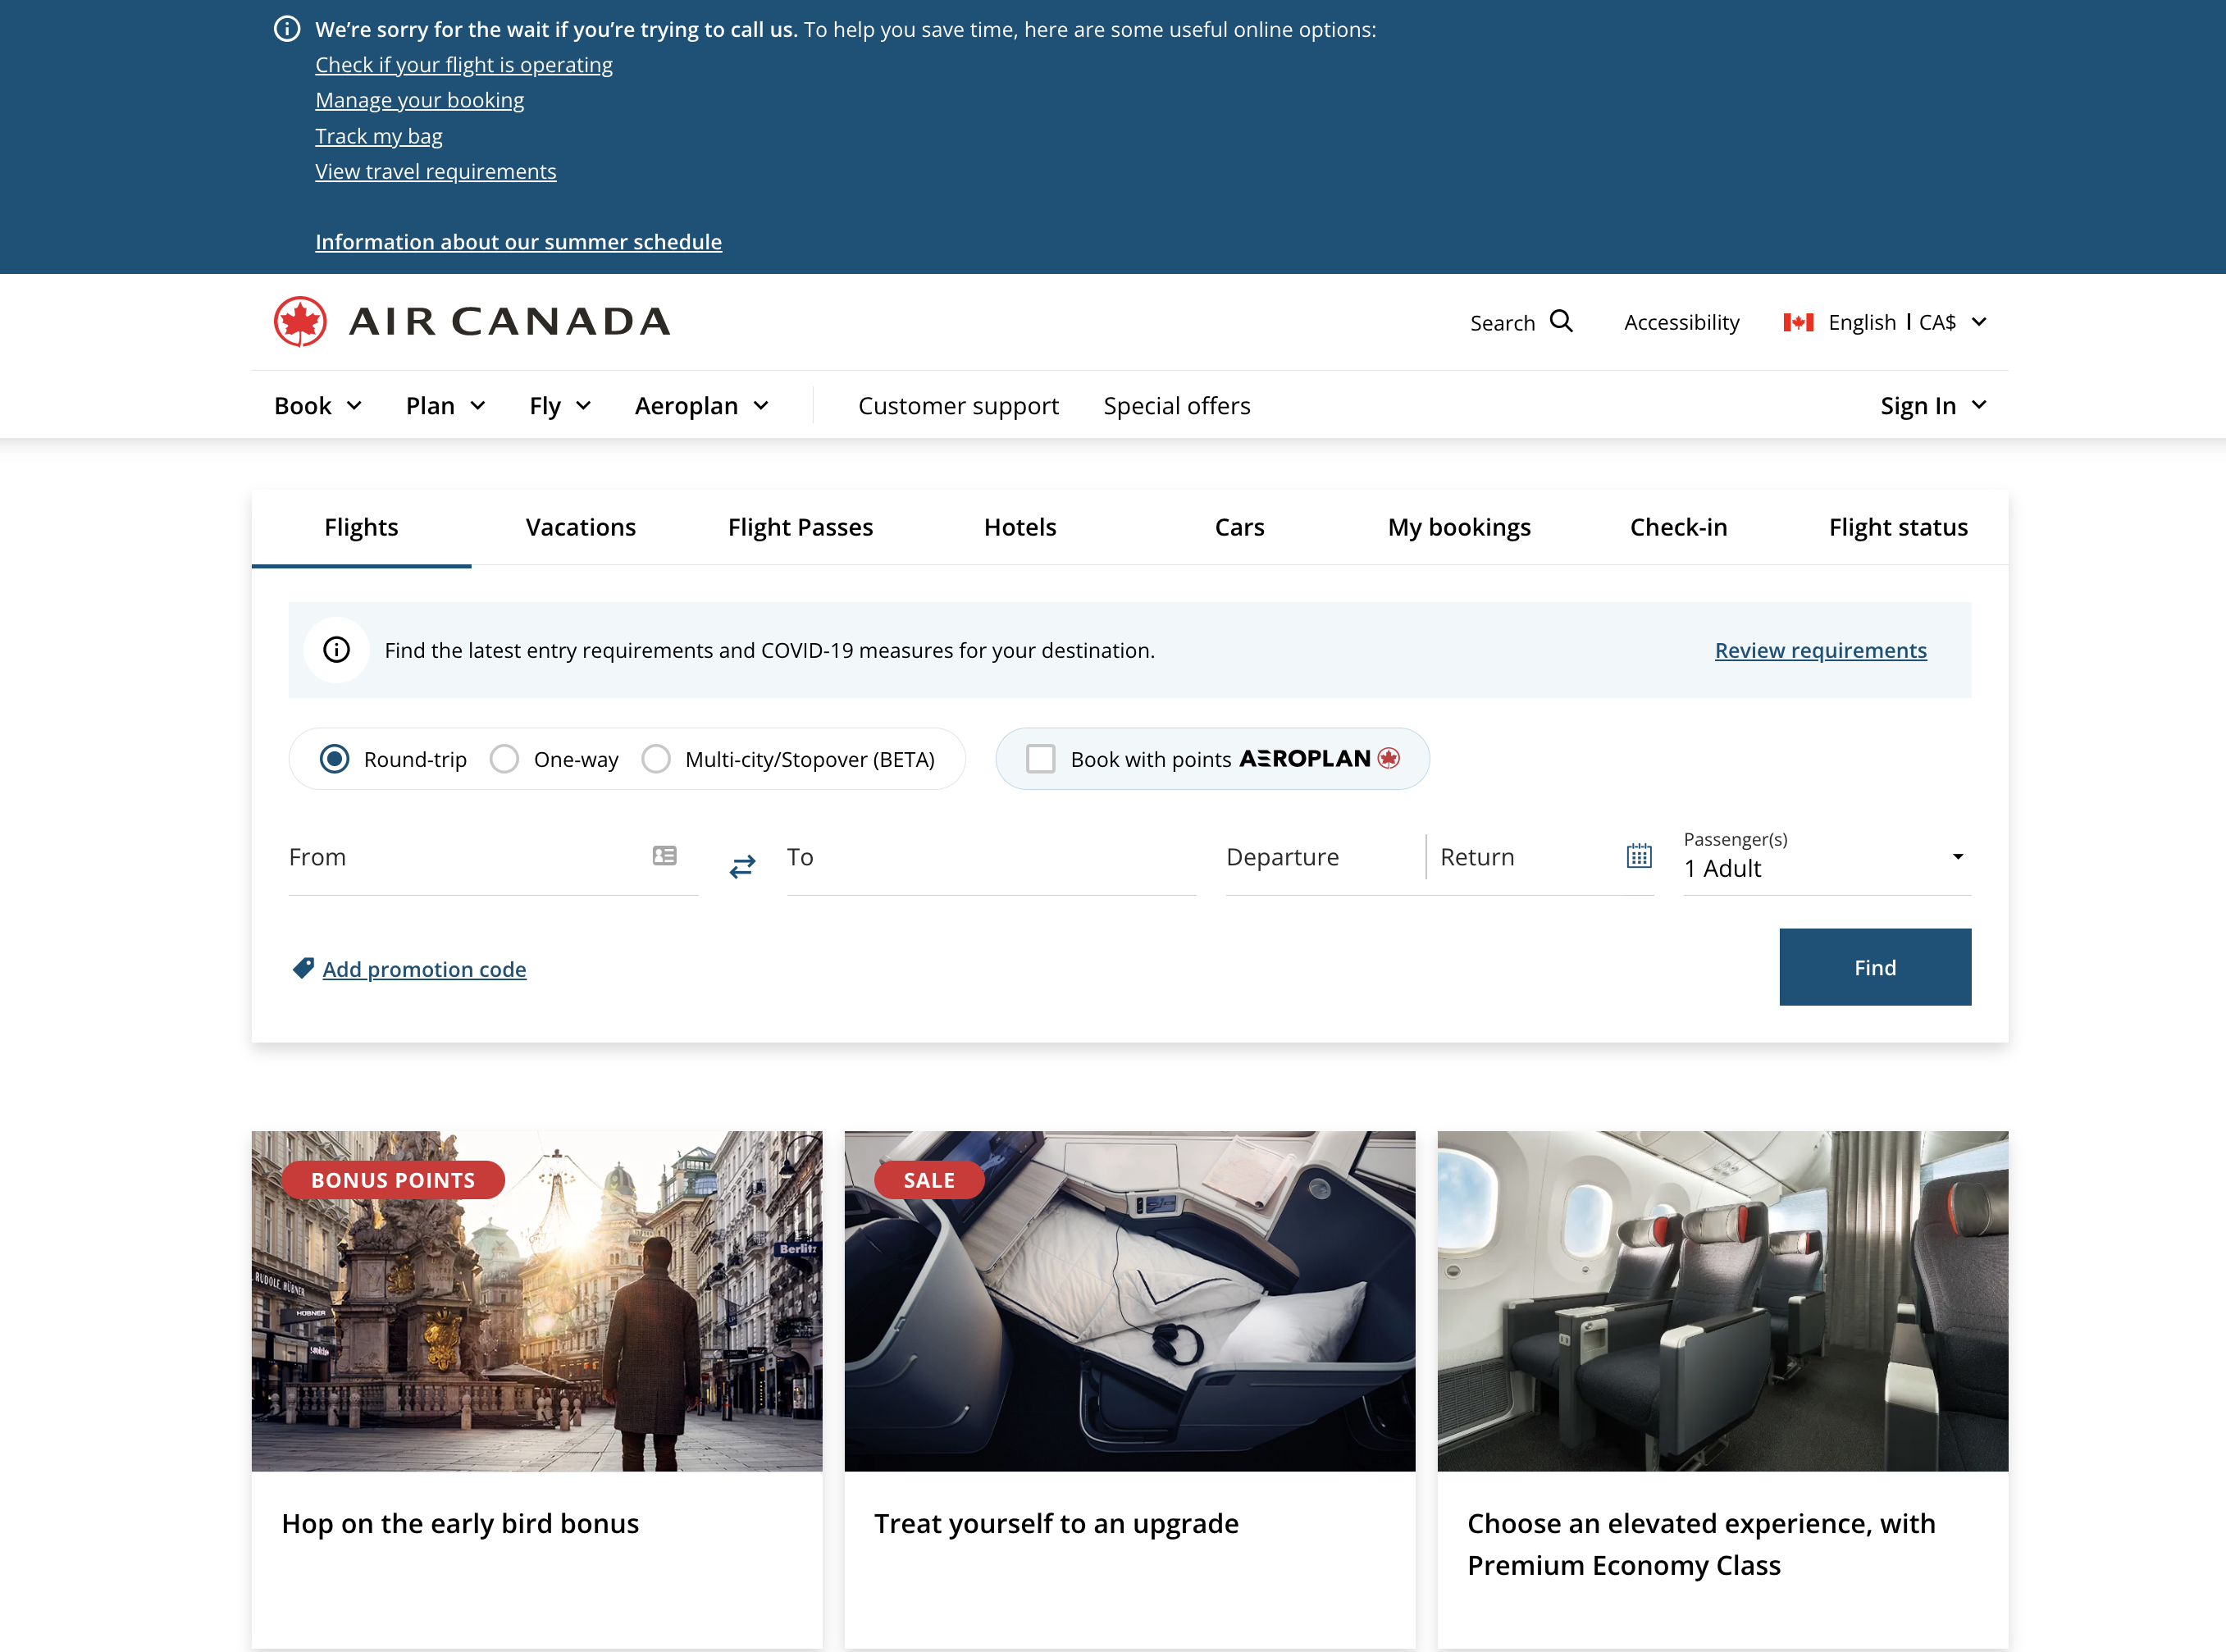 We’re sorry for the wait if you’re trying to call us. To help you save time, here are some useful online options:
Check if your flight is operating
Manage your booking
Track my bag
View travel requirements
Information about our summer schedule
AIR CANADA
Search
Accessibility
English | CA$
Book
Plan
Fly
Aeroplan
Customer support
Special offers
Sign In
Flights
Vacations
Flight Passes
Hotels
Cars
My bookings
Check-in
Flight status
Find the latest entry requirements and COVID-19 measures for your destination.
Review requirements
Round-trip
One-way
Multi-city/Stopover (BETA)
Book with points AEROPLAN
From
To
Departure
Return
Passenger(s)
1 Adult
Add promotion code
Find
BONUS POINTS
Berlitz
RUDOLF HÜBNER
HÜBNER
SALE
Hop on the early bird bonus
Treat yourself to an upgrade
Choose an elevated experience, with
Premium Economy Class